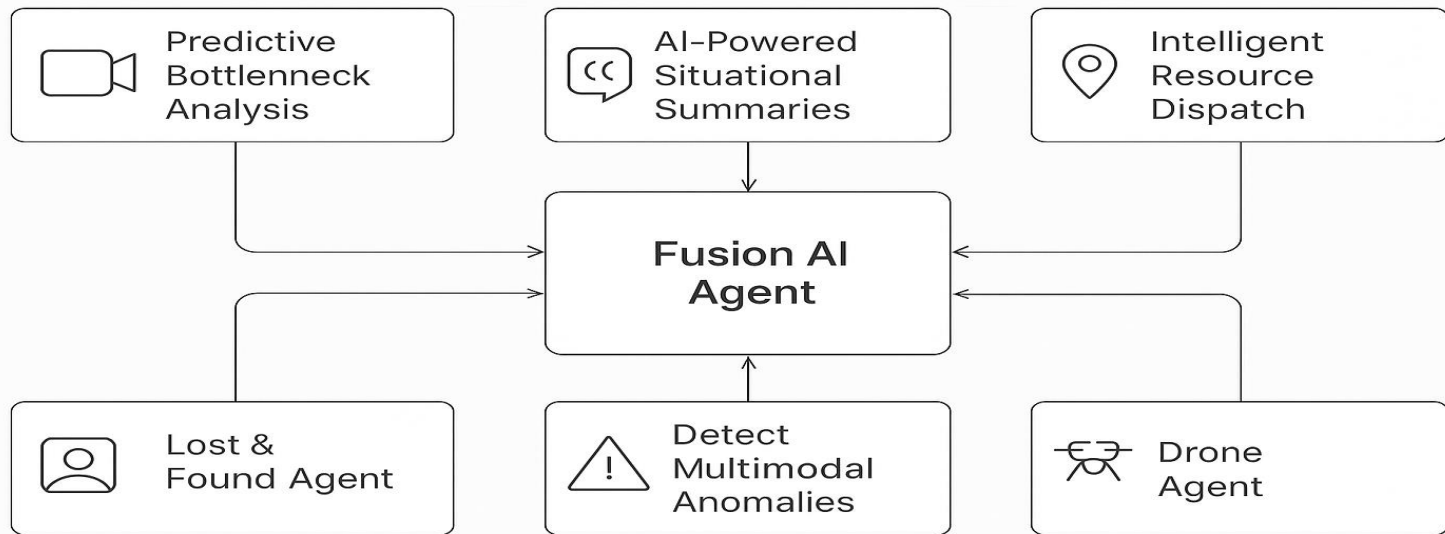 Predictive
Bottlenneck
Analysis
AI-Powered
Situational
Summaries
Intelligent
Resource
Dispatch
Fusion AI
Agent
Lost &
Found Agent
Detect
Multimodal
Anomalies
Drone
Agent